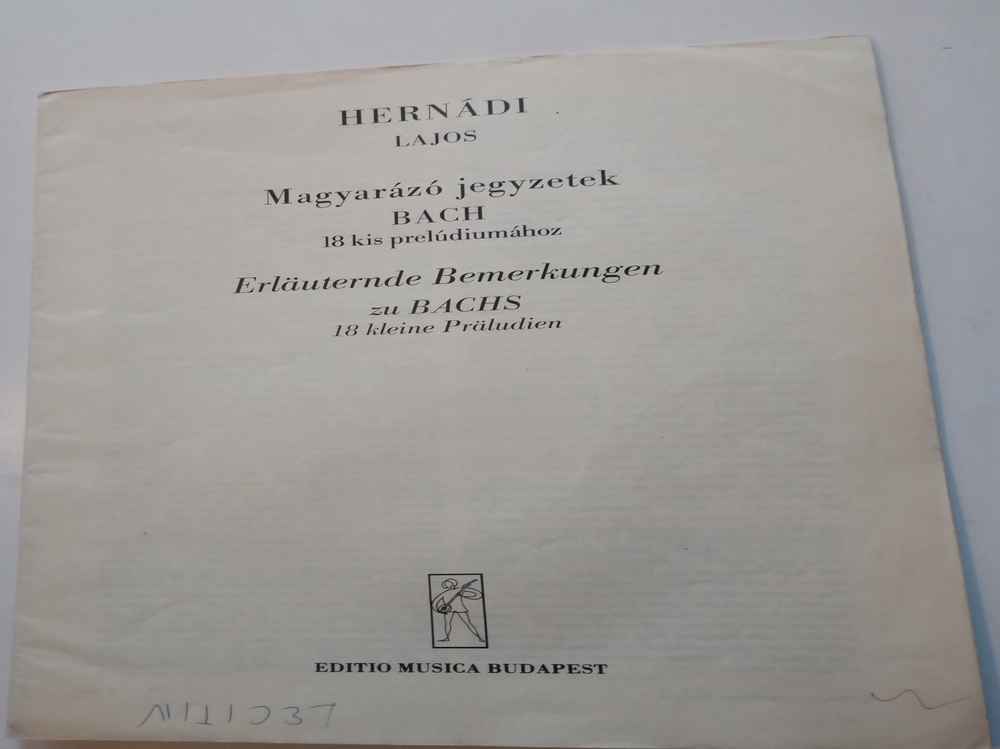 HERNÁDI
LAJOS
Magyarázó jegyzetek
BACH
18 kis prelúdiumához
Erläuternde Bemerkungen
zu BACHS
18 kleine Präludien
EDITIO MUSICA BUDAPEST